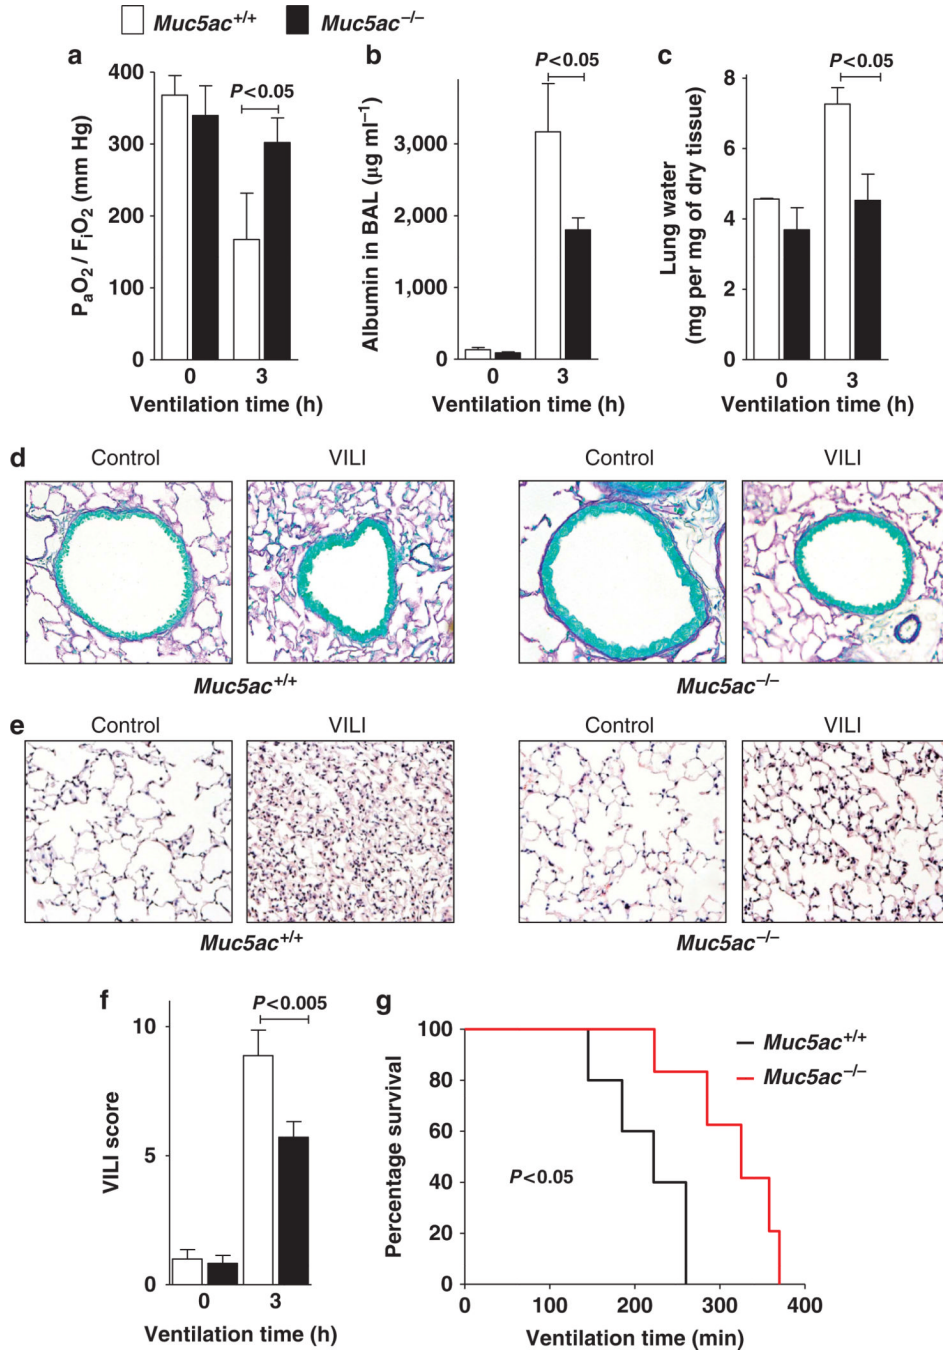 Muc5ac+/+ Muc5ac−/−
a
400
300
200
100
0
PaO2 / FiO2 (mm Hg)
P<0.05
0 3
Ventilation time (h)
b
3,000
2,000
1,000
0
Albumin in BAL (µg ml−1)
P<0.05
0 3
Ventilation time (h)
c
8
6
4
2
0
Lung water
(mg per mg of dry tissue)
P<0.05
0 3
Ventilation time (h)
d
Control VILI Control VILI
Muc5ac+/+ Muc5ac−/−
e
Control VILI Control VILI
Muc5ac+/+ Muc5ac−/−
f
10
5
0
VILI score
P<0.005
0 3
Ventilation time (h)
g
100
80
60
40
20
0
Percentage survival
Muc5ac+/+
Muc5ac−/−
P<0.05
0 100 200 300 400
Ventilation time (min)